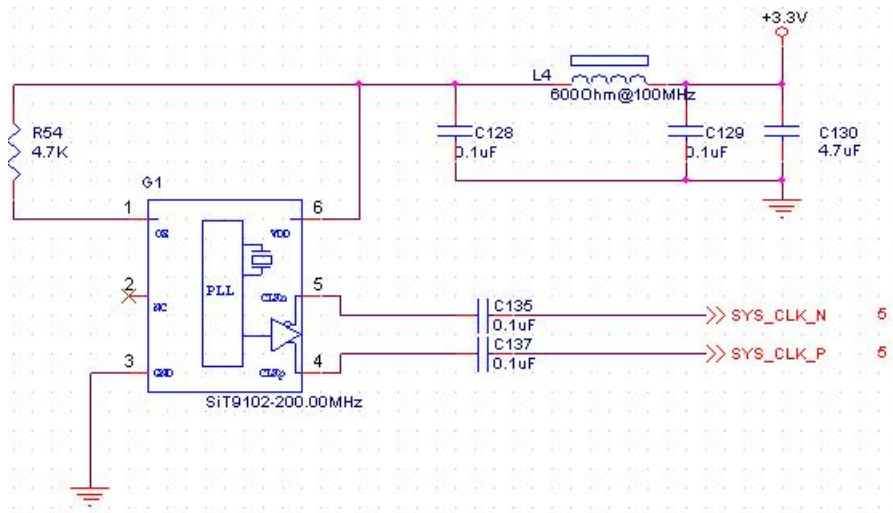 +3.3V
L4
600Ohm@100MHz
R54
4.7K
C128
0.1uF
C129
0.1uF
C130
4.7uF
G1
1
6
OE
VDD
PLL
2
NC
5
CLKn
C135
0.1uF
SYS_CLK_N 5
C137
0.1uF
SYS_CLK_P 5
3
GND
CLKp
4
SiT9102-200.00MHz